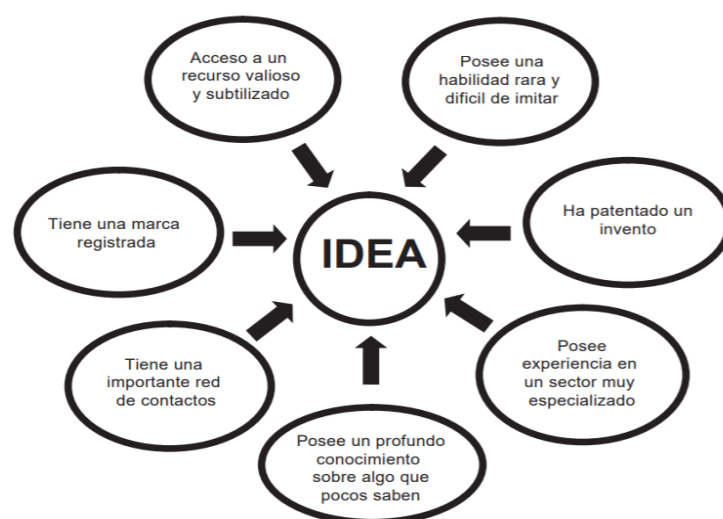 Acceso a un
recurso valioso
y subtilizado
Posee una
habilidad rara y
dificil de imitar
Tiene una marca
registrada
IDEA
Ha patentado un
invento
Tiene una
importante red
de contactos
Posee
experiencia en
un sector muy
especializado
Posee un profundo
conocimiento
sobre algo que
pocos saben